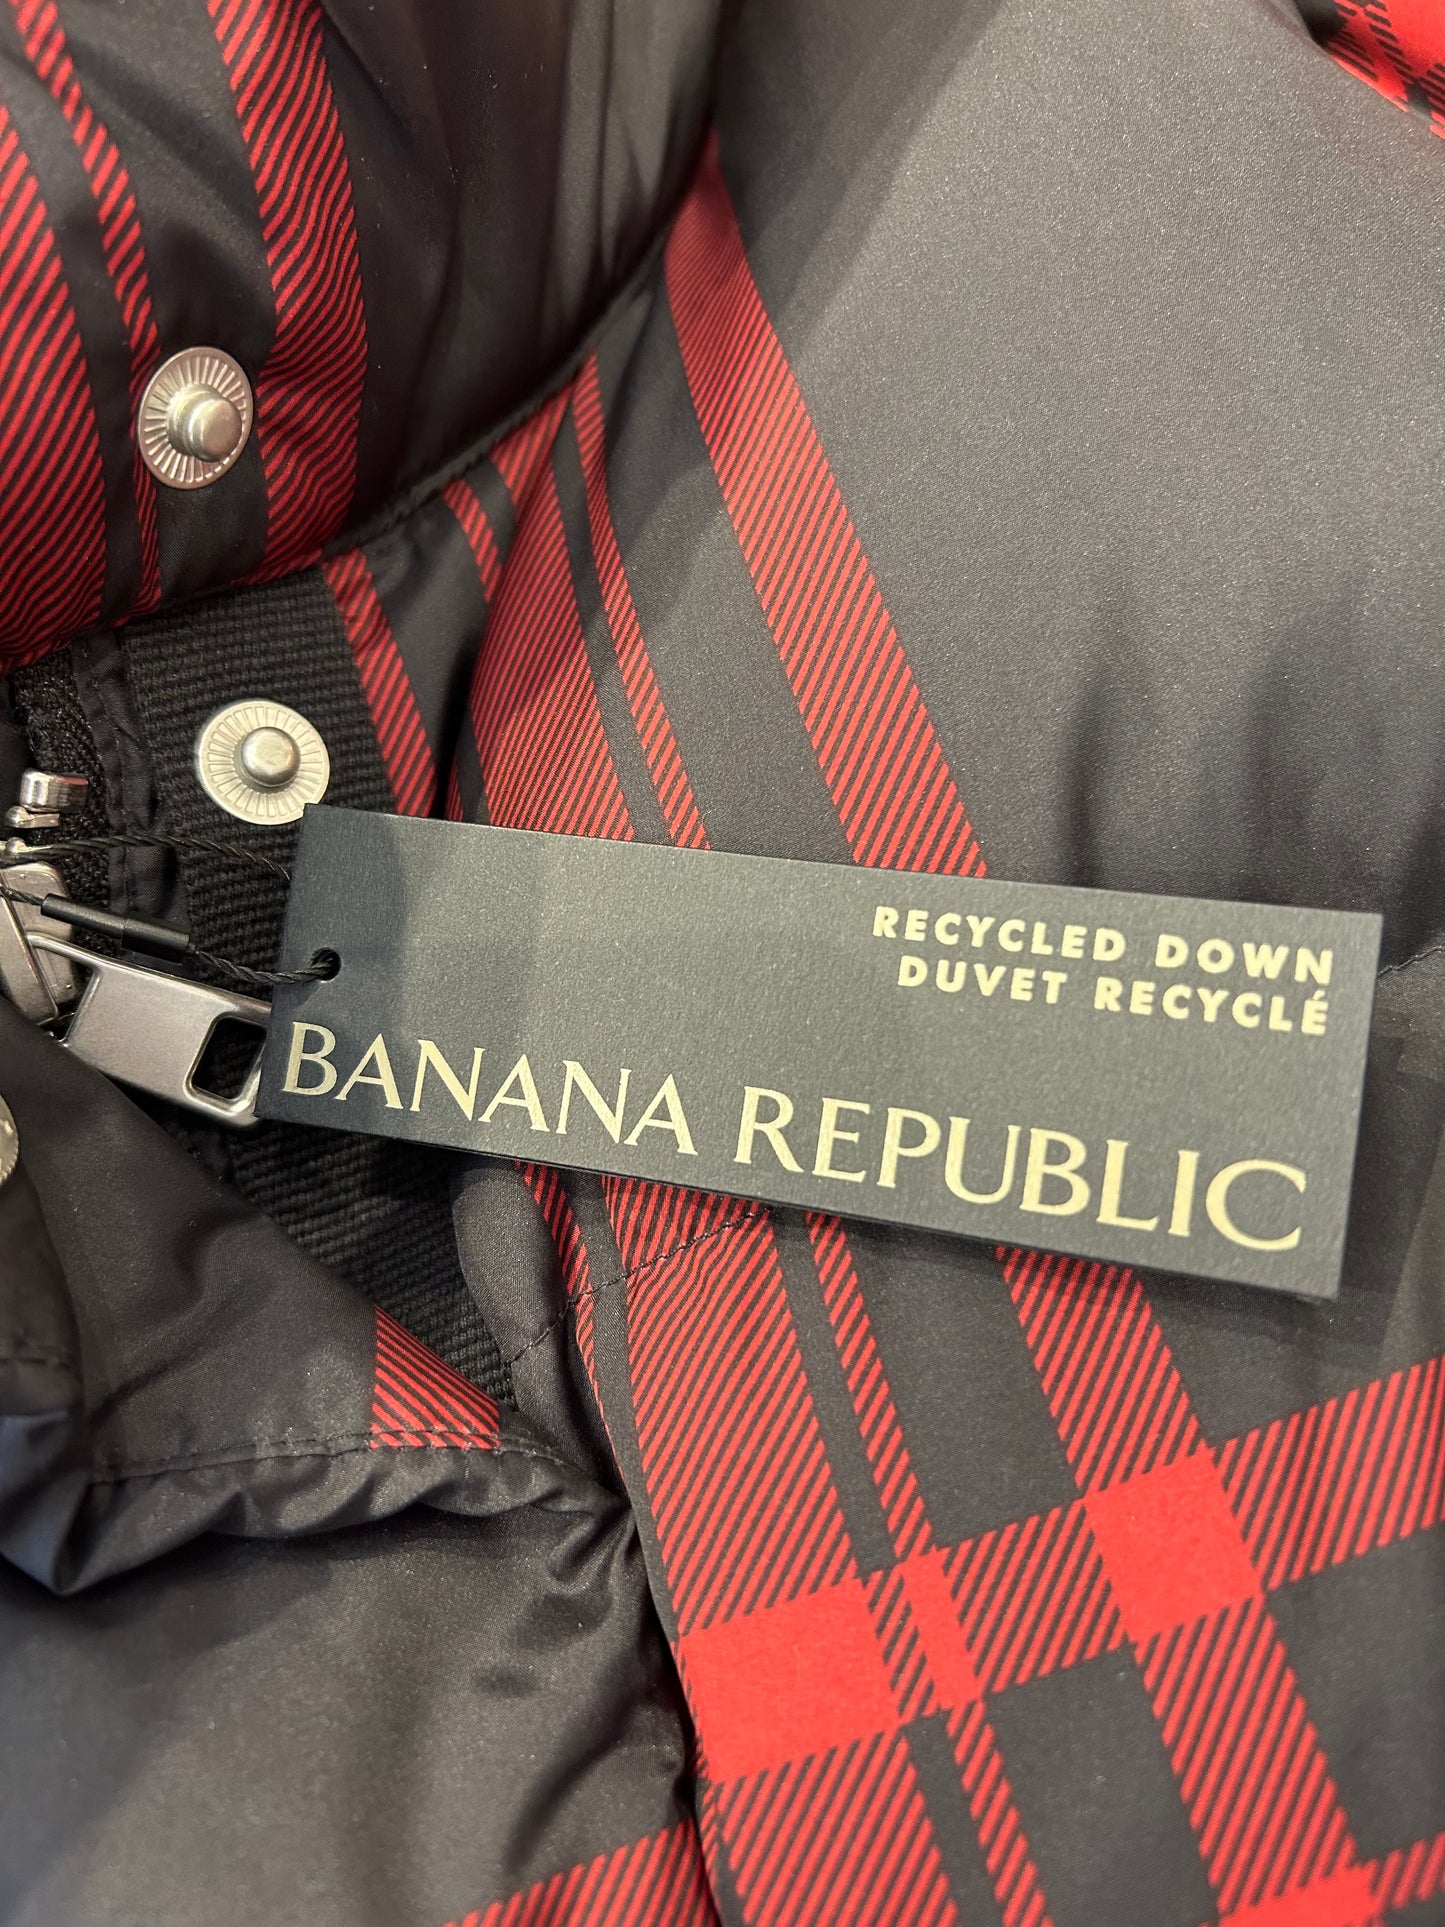 RECYCLED DOWN
DUVET RECYCLÉ
BANANA REPUBLIC